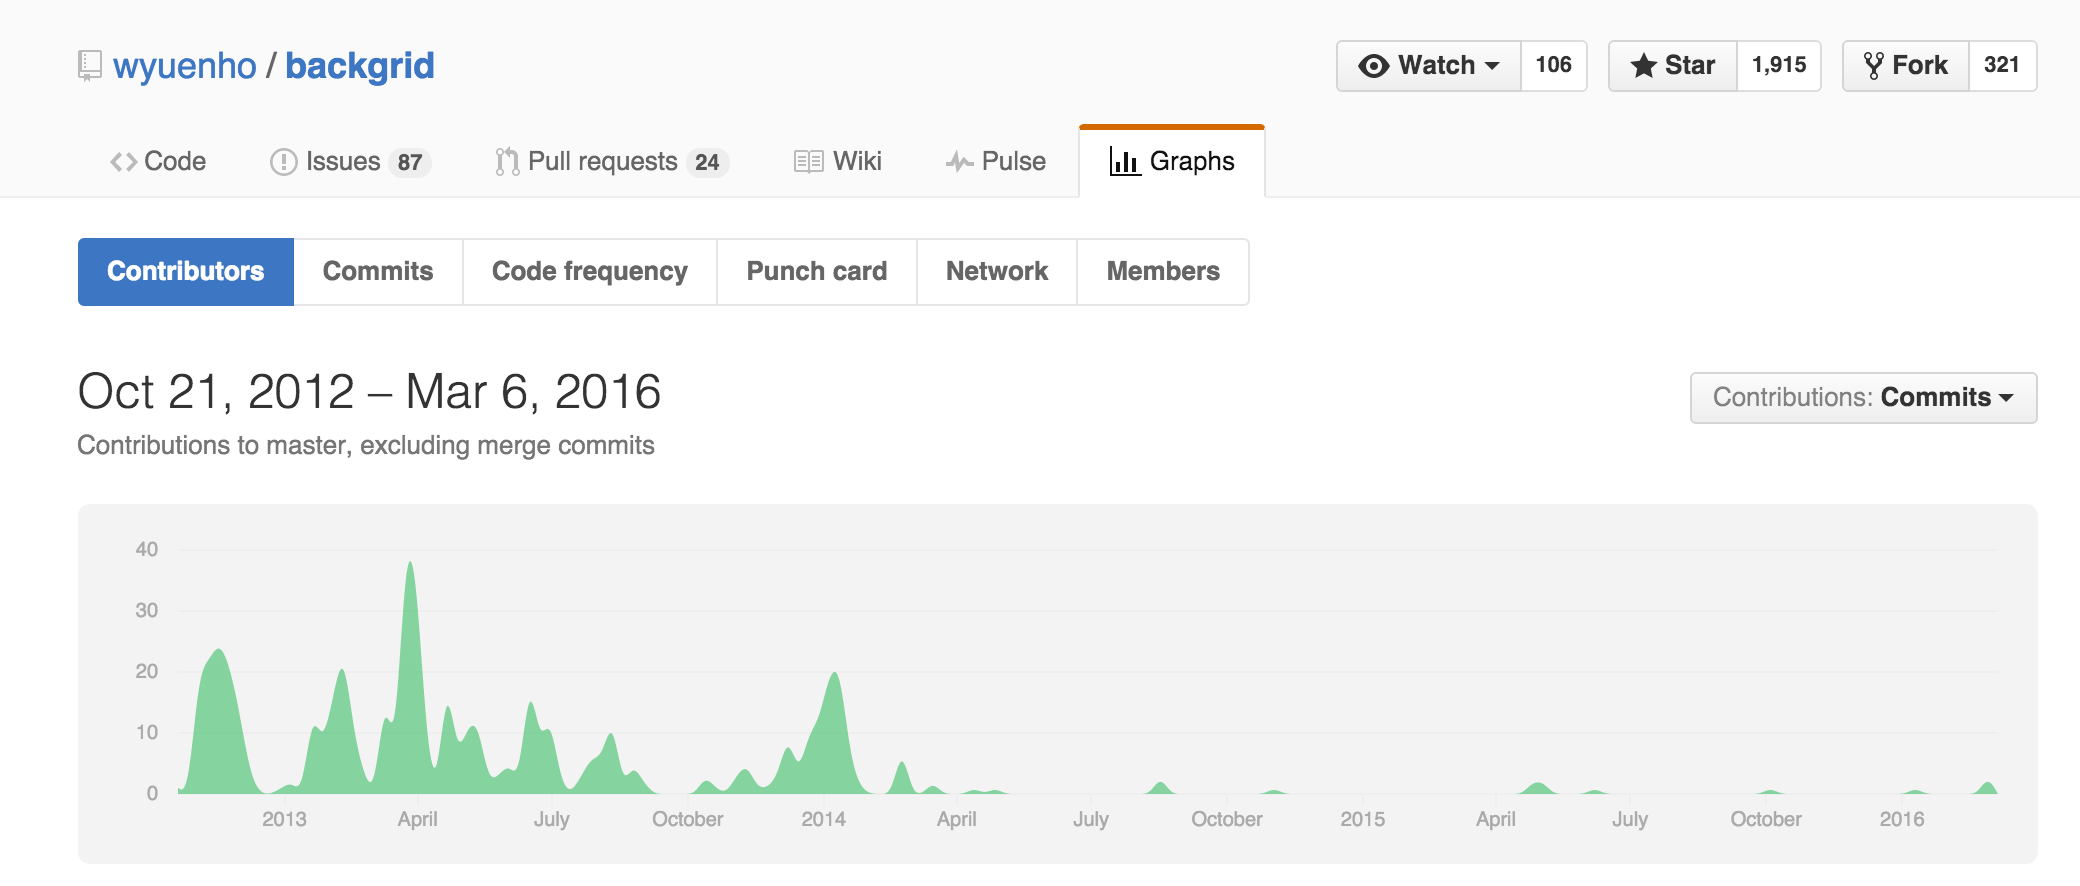 wyuenho / backgrid
Watch 106 Star 1,915 Fork 321
Code Issues 87 Pull requests 24 Wiki Pulse Graphs
Contributors Commits Code frequency Punch card Network Members
Oct 21, 2012 – Mar 6, 2016
Contributions: Commits
Contributions to master, excluding merge commits
40
30
20
10
0
2013 April July October 2014 April July October 2015 April July October 2016